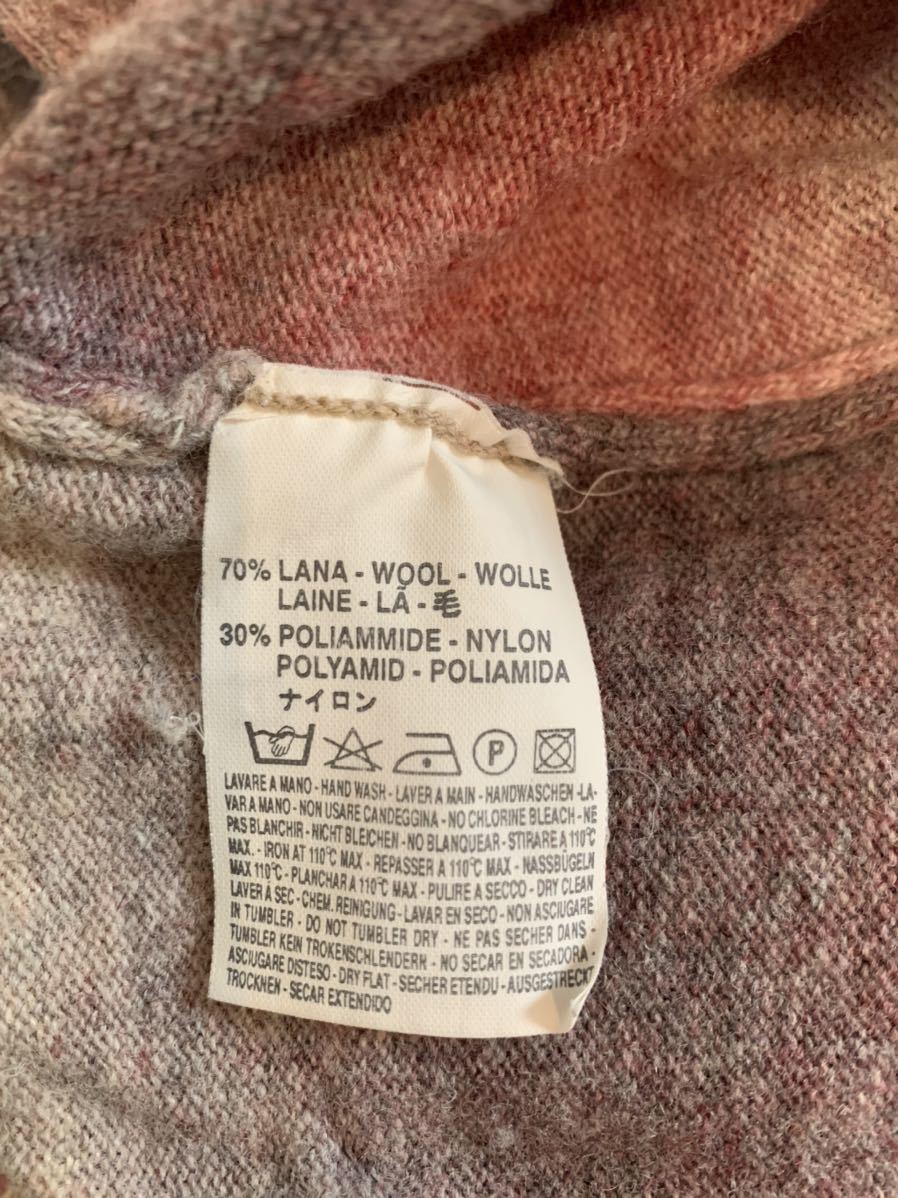 70% LANA - WOOL - WOLLE
LAINE - LÃ - 毛
30% POLIAMMIDE - NYLON
POLYAMID - POLIAMIDA
ナイロン
P
LAVARE A MANO - HAND WASH - LAVER A MAIN - HANDWASCHEN -LA-
VAR A MANO - NON USARE CANDEGGINA - NO CHLORINE BLEACH - NE
PAS BLANCHIR - NICHT BLEICHEN - NO BLANQUEAR - STIRARE A 110°C
MAX. - IRON AT 110°C MAX - REPASSER A 110°C MAX - NASSBÜGELN
MAX 110°C - PLANCHAR A 110°C MAX - PULIRE A SECCO - DRY CLEAN
LAVER À SEC - CHEM. REINIGUNG - LAVAR EN SECO - NON ASCIUGARE
IN TUMBLER - DO NOT TUMBLER DRY - NE PAS SECHER DANS -
TUMBLER KEIN TROKENSCHLENDERN - NO SECAR EN SECADORA -
ASCIUGARE DISTESO - DRY FLAT - SECHER ETENDU - AUSGESTRECKT
TROCKNEN - SECAR EXTENDIDO